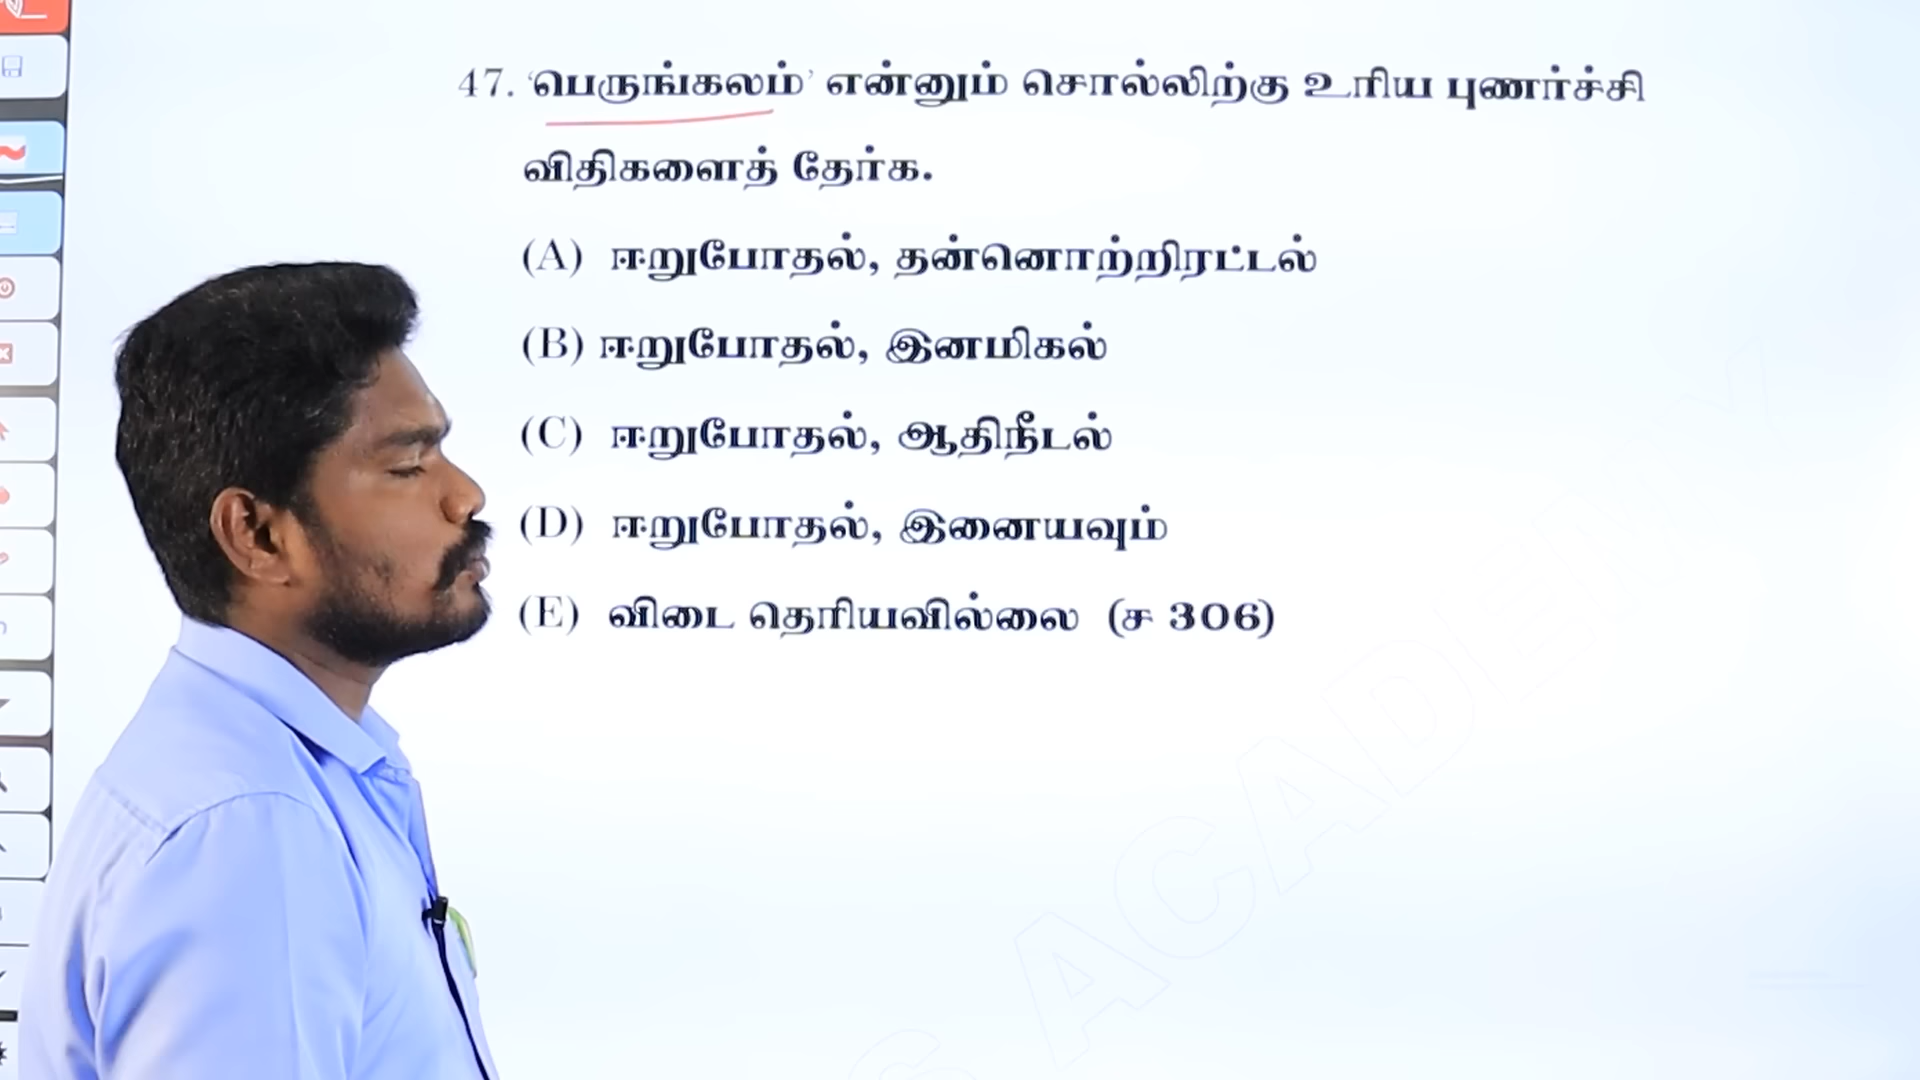 47. ‘பெருங்கலம்’ என்னும் சொல்லிற்கு உரிய புணர்ச்சி
விதிகளைத் தேர்க.
(A) ஈறுபோதல், தன்னொற்றிரட்டல்
(B) ஈறுபோதல், இனமிகல்
(C) ஈறுபோதல், ஆதிநீடல்
(D) ஈறுபோதல், இனையவும்
(E) விடை தெரியவில்லை (ச 306)
ACADEMY